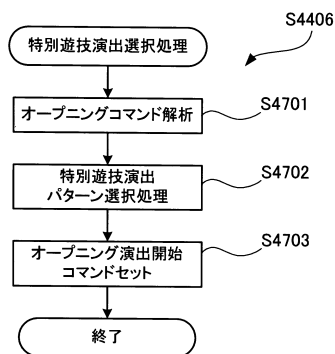 S4406
特別遊技演出選択処理
オープニングコマンド解析
S4701
特別遊技演出
パターン選択処理
S4702
オープニング演出開始
コマンドセット
S4703
終了